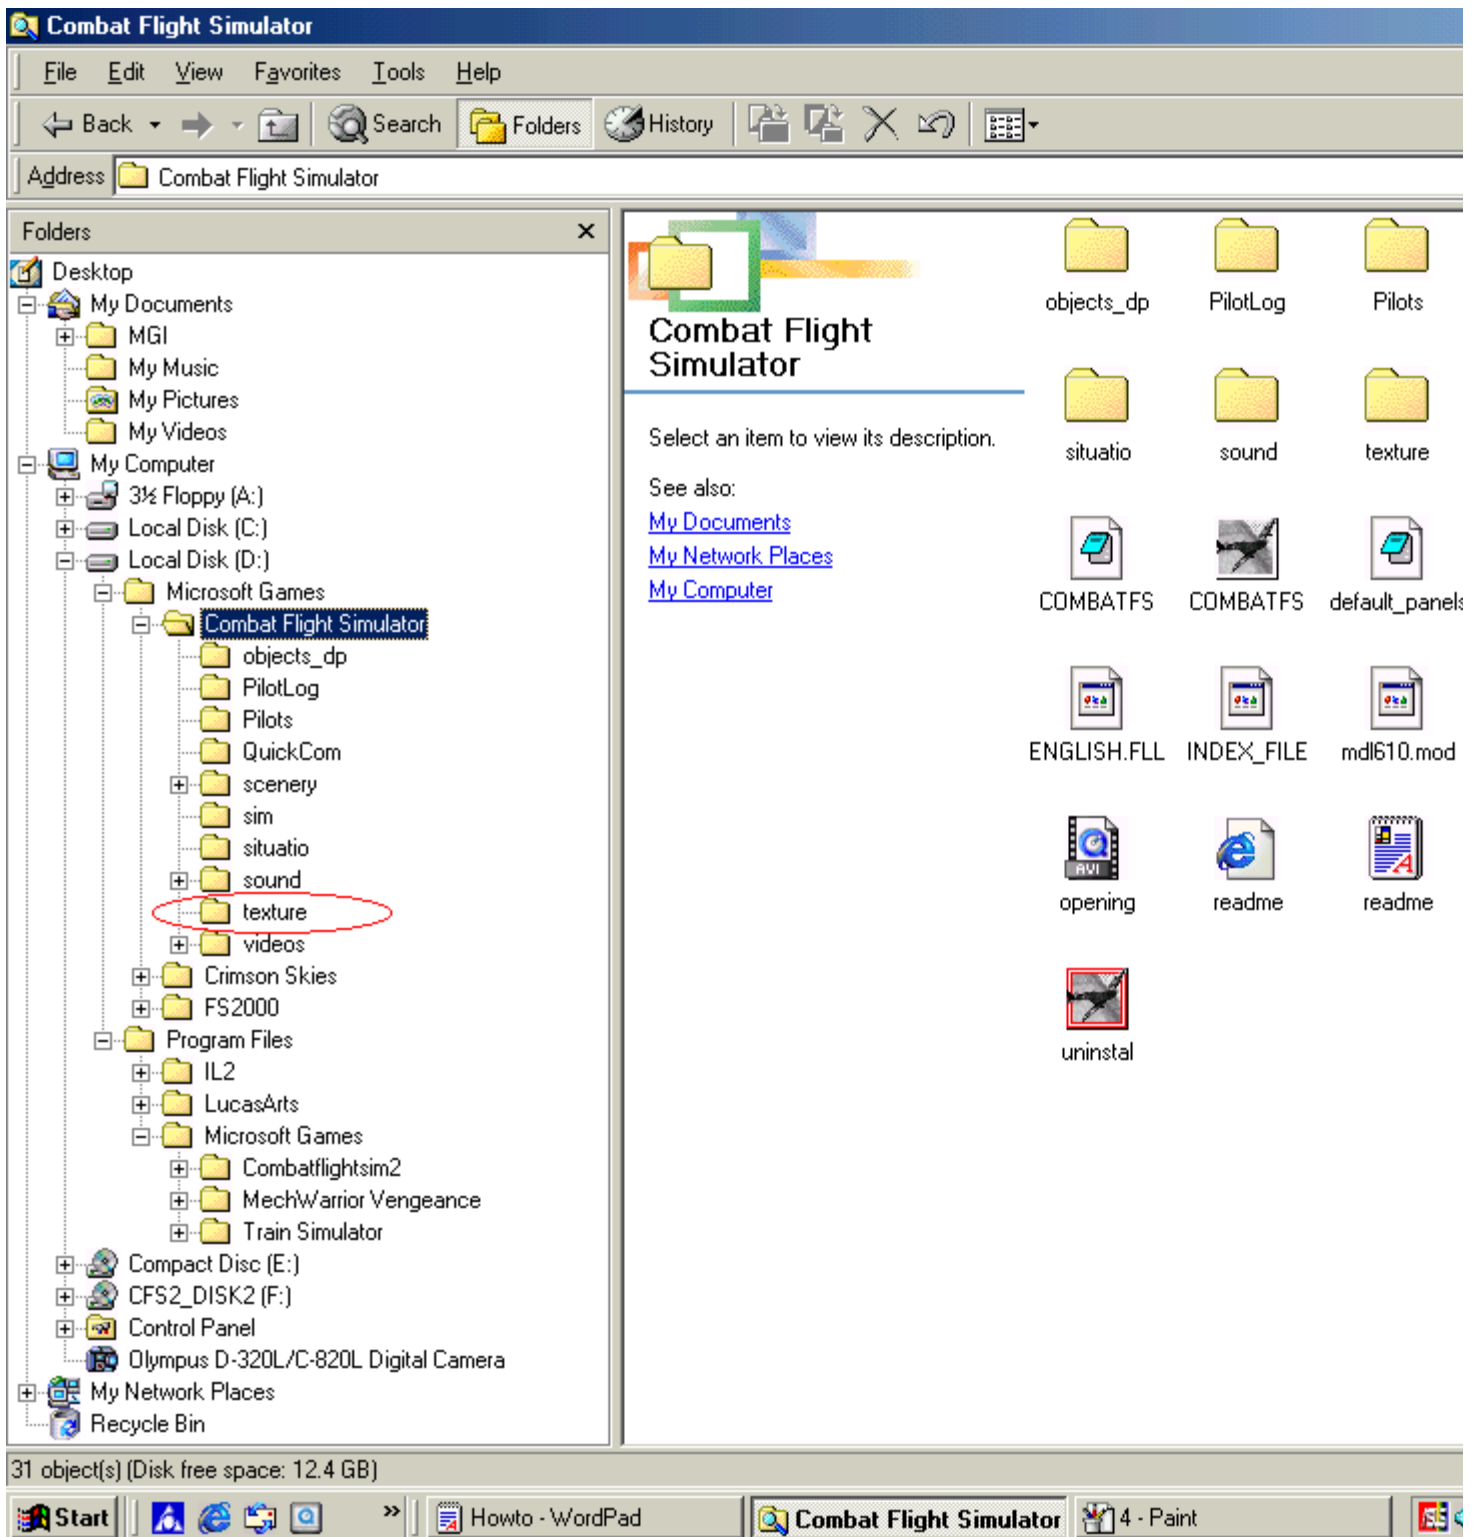 Combat Flight Simulator
File Edit View Favorites Tools Help
Back Search Folders History
Address Combat Flight Simulator
Folders
Desktop
My Documents
MGI
My Music
My Pictures
My Videos
My Computer
3½ Floppy (A:)
Local Disk (C:)
Local Disk (D:)
Microsoft Games
Combat Flight Simulator
objects_dp
PilotLog
Pilots
QuickCom
scenery
sim
situatio
sound
texture
videos
Crimson Skies
FS2000
Program Files
IL2
LucasArts
Microsoft Games
Combatflightsim2
MechWarrior Vengeance
Train Simulator
Compact Disc (E:)
CFS2_DISK2 (F:)
Control Panel
Olympus D-320L/C-820L Digital Camera
My Network Places
Recycle Bin
Combat Flight
Simulator
Select an item to view its description.
See also:
My Documents
My Network Places
My Computer
objects_dp PilotLog Pilots
situatio sound texture
COMBATFS COMBATFS default_panels
ENGLISH.FLL INDEX_FILE mdl610.mod
AVI
opening readme readme
uninstal
31 object(s) (Disk free space: 12.4 GB)
Start » Howto - WordPad Combat Flight Simulator 4 - Paint